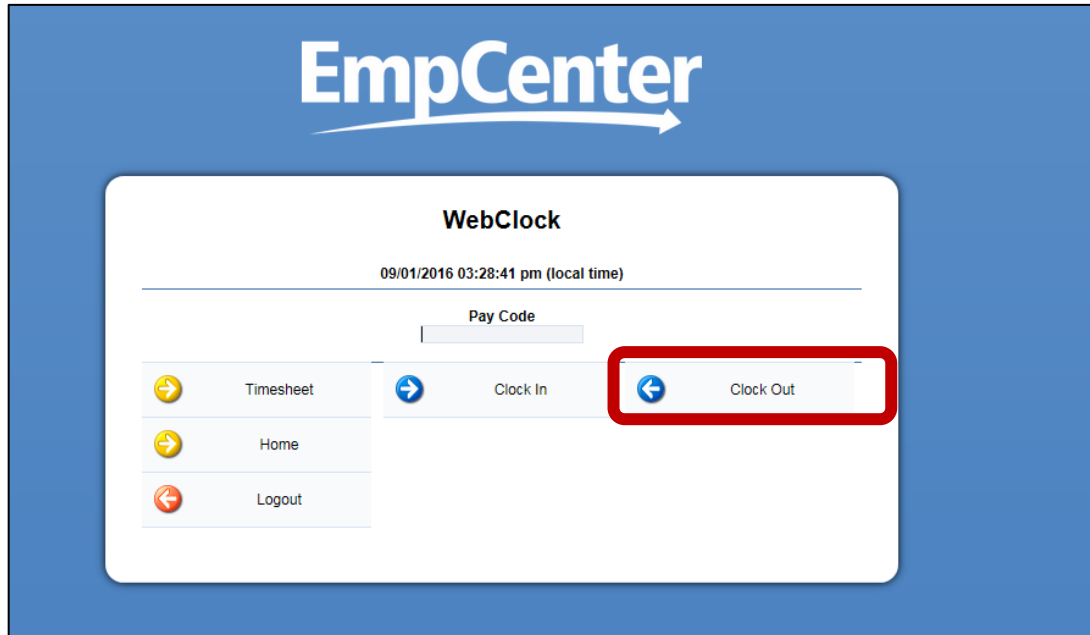 EmpCenter
WebClock
09/01/2016 03:28:41 pm (local time)
Pay Code
Timesheet
Clock In
Clock Out
Home
Logout